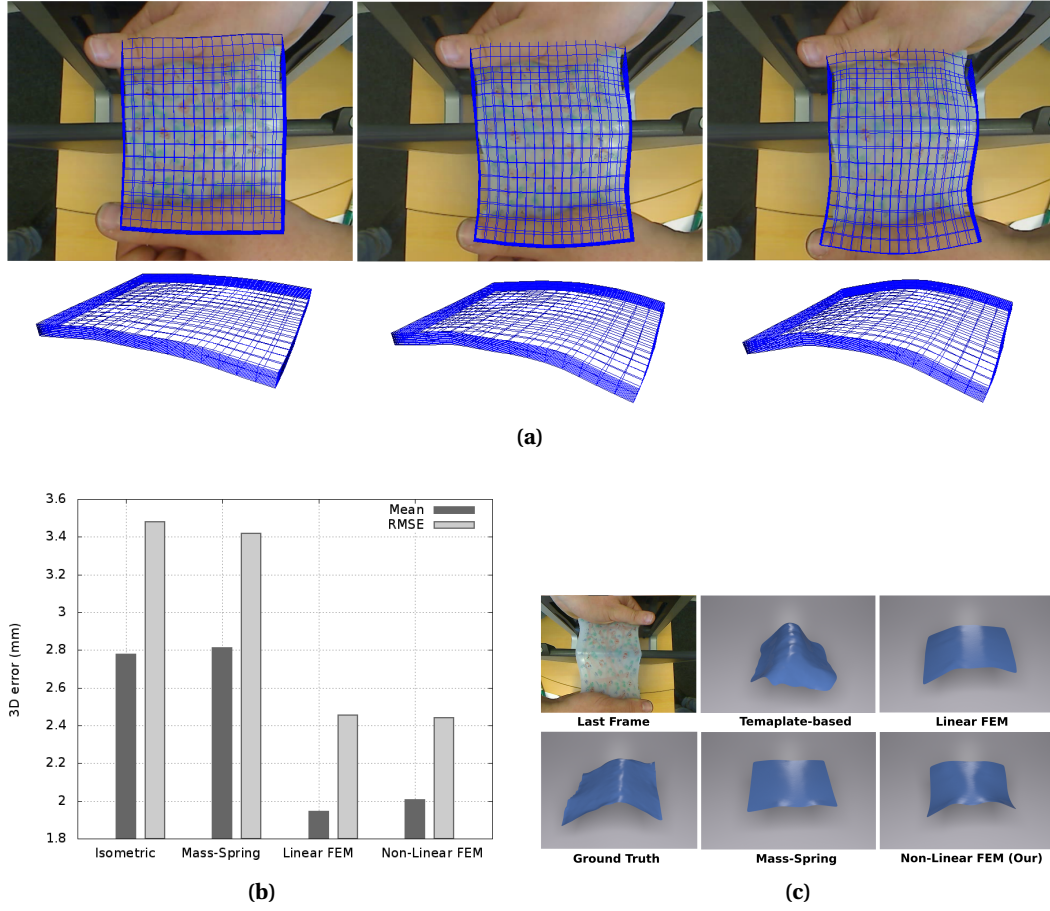 (a)
3.6
3.4
3.2
3
2.8
2.6
2.4
2.2
2
1.8
3D error (mm)
Mean
RMSE
Isometric Mass-Spring Linear FEM Non-Linear FEM
(b)
Last Frame Temaplate-based Linear FEM
Ground Truth Mass-Spring Non-Linear FEM (Our)
(c)